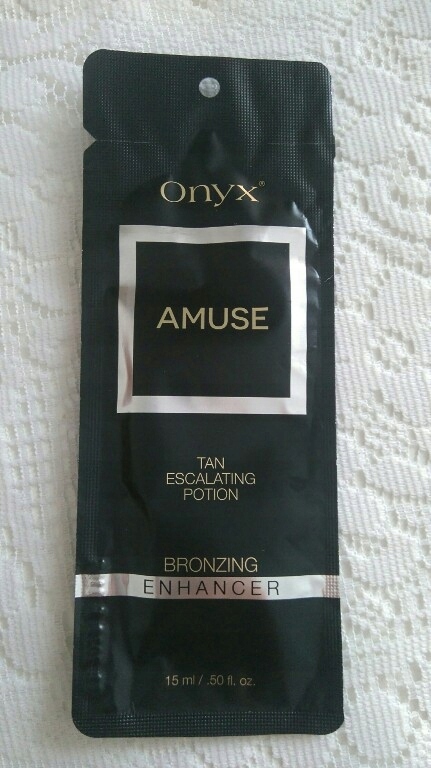 Onyx®
AMUSE
TAN
ESCALATING
POTION
BRONZING
ENHANCER
15 ml / .50 fl. oz.